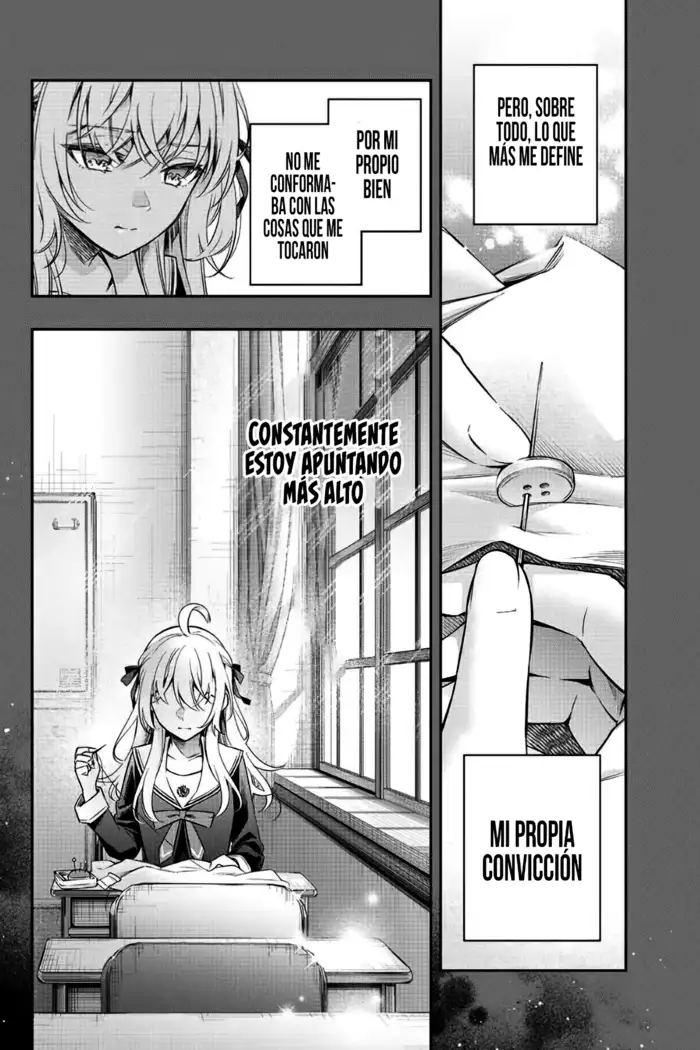 PERO, SOBRE
TODO, LO QUE
MÁS ME DEFINE
MI PROPIA
CONVICCIÓN
POR MI
PROPIO
BIEN
NO ME
CONFORMA-
BA CON LAS
COSAS QUE ME
TOCARON
CONSTANTEMENTE
ESTOY APUNTANDO
MÁS ALTO